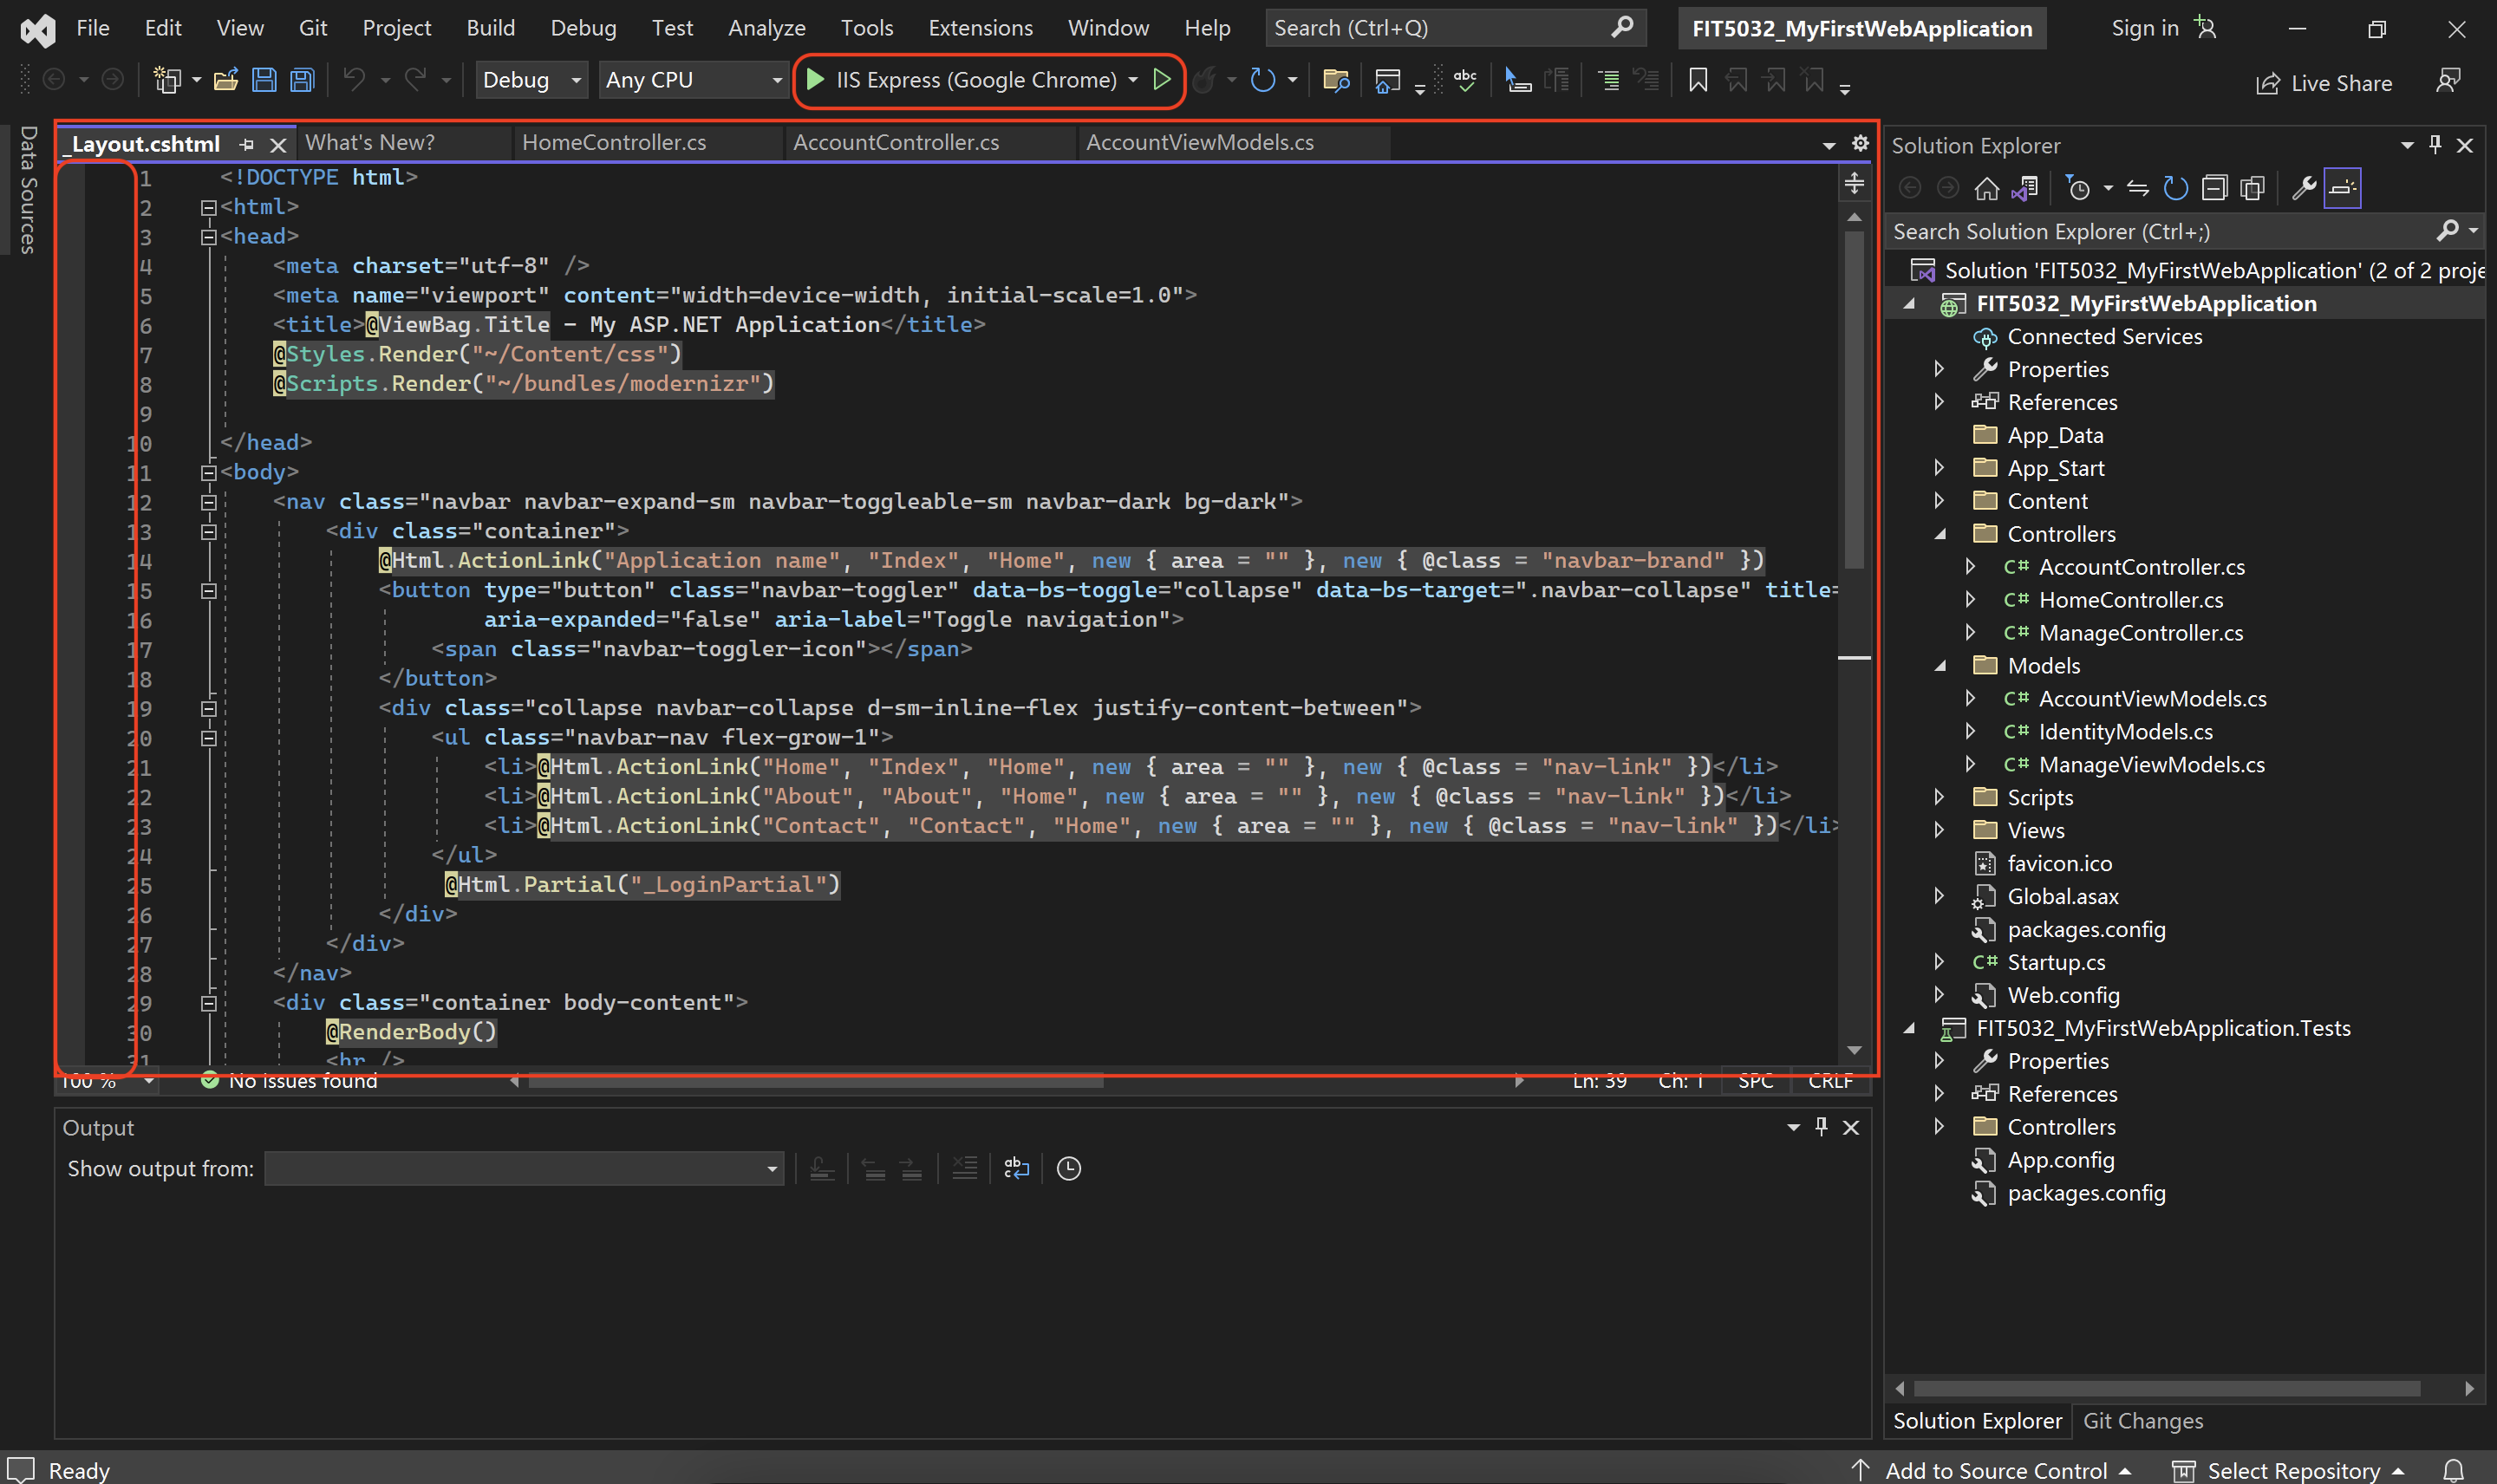 File Edit View Git Project Build Debug Test Analyze Tools Extensions Window Help Search (Ctrl+Q) FIT5032_MyFirstWebApplication Sign in
Debug Any CPU IIS Express (Google Chrome) abc Live Share
Data Sources
_Layout.cshtml What's New? HomeController.cs AccountController.cs AccountViewModels.cs
1 <!DOCTYPE html>
2 <html>
3 <head>
4 <meta charset="utf-8" />
5 <meta name="viewport" content="width=device-width, initial-scale=1.0">
6 <title>@ViewBag.Title - My ASP.NET Application</title>
7 @Styles.Render("~/Content/css")
8 @Scripts.Render("~/bundles/modernizr")
9
10 </head>
11 <body>
12 <nav class="navbar navbar-expand-sm navbar-toggleable-sm navbar-dark bg-dark">
13 <div class="container">
14 @Html.ActionLink("Application name", "Index", "Home", new { area = "" }, new { @class = "navbar-brand" })
15 <button type="button" class="navbar-toggler" data-bs-toggle="collapse" data-bs-target=".navbar-collapse" title=
16 aria-expanded="false" aria-label="Toggle navigation">
17 <span class="navbar-toggler-icon"></span>
18 </button>
19 <div class="collapse navbar-collapse d-sm-inline-flex justify-content-between">
20 <ul class="navbar-nav flex-grow-1">
21 <li>@Html.ActionLink("Home", "Index", "Home", new { area = "" }, new { @class = "nav-link" })</li>
22 <li>@Html.ActionLink("About", "About", "Home", new { area = "" }, new { @class = "nav-link" })</li>
23 <li>@Html.ActionLink("Contact", "Contact", "Home", new { area = "" }, new { @class = "nav-link" })</li>
24 </ul>
25 @Html.Partial("_LoginPartial")
26 </div>
27 </div>
28 </nav>
29 <div class="container body-content">
30 @RenderBody()
31 <hr />
100 % No issues found Ln: 39 Ch: 1 SPC CRLF
Output
Show output from:
Solution Explorer
Search Solution Explorer (Ctrl+;)
Solution 'FIT5032_MyFirstWebApplication' (2 of 2 proje
FIT5032_MyFirstWebApplication
Connected Services
Properties
References
App_Data
App_Start
Content
Controllers
C# AccountController.cs
C# HomeController.cs
C# ManageController.cs
Models
C# AccountViewModels.cs
C# IdentityModels.cs
C# ManageViewModels.cs
Scripts
Views
favicon.ico
Global.asax
packages.config
C# Startup.cs
Web.config
FIT5032_MyFirstWebApplication.Tests
Properties
References
Controllers
App.config
packages.config
Solution Explorer Git Changes
Ready Add to Source Control Select Repository